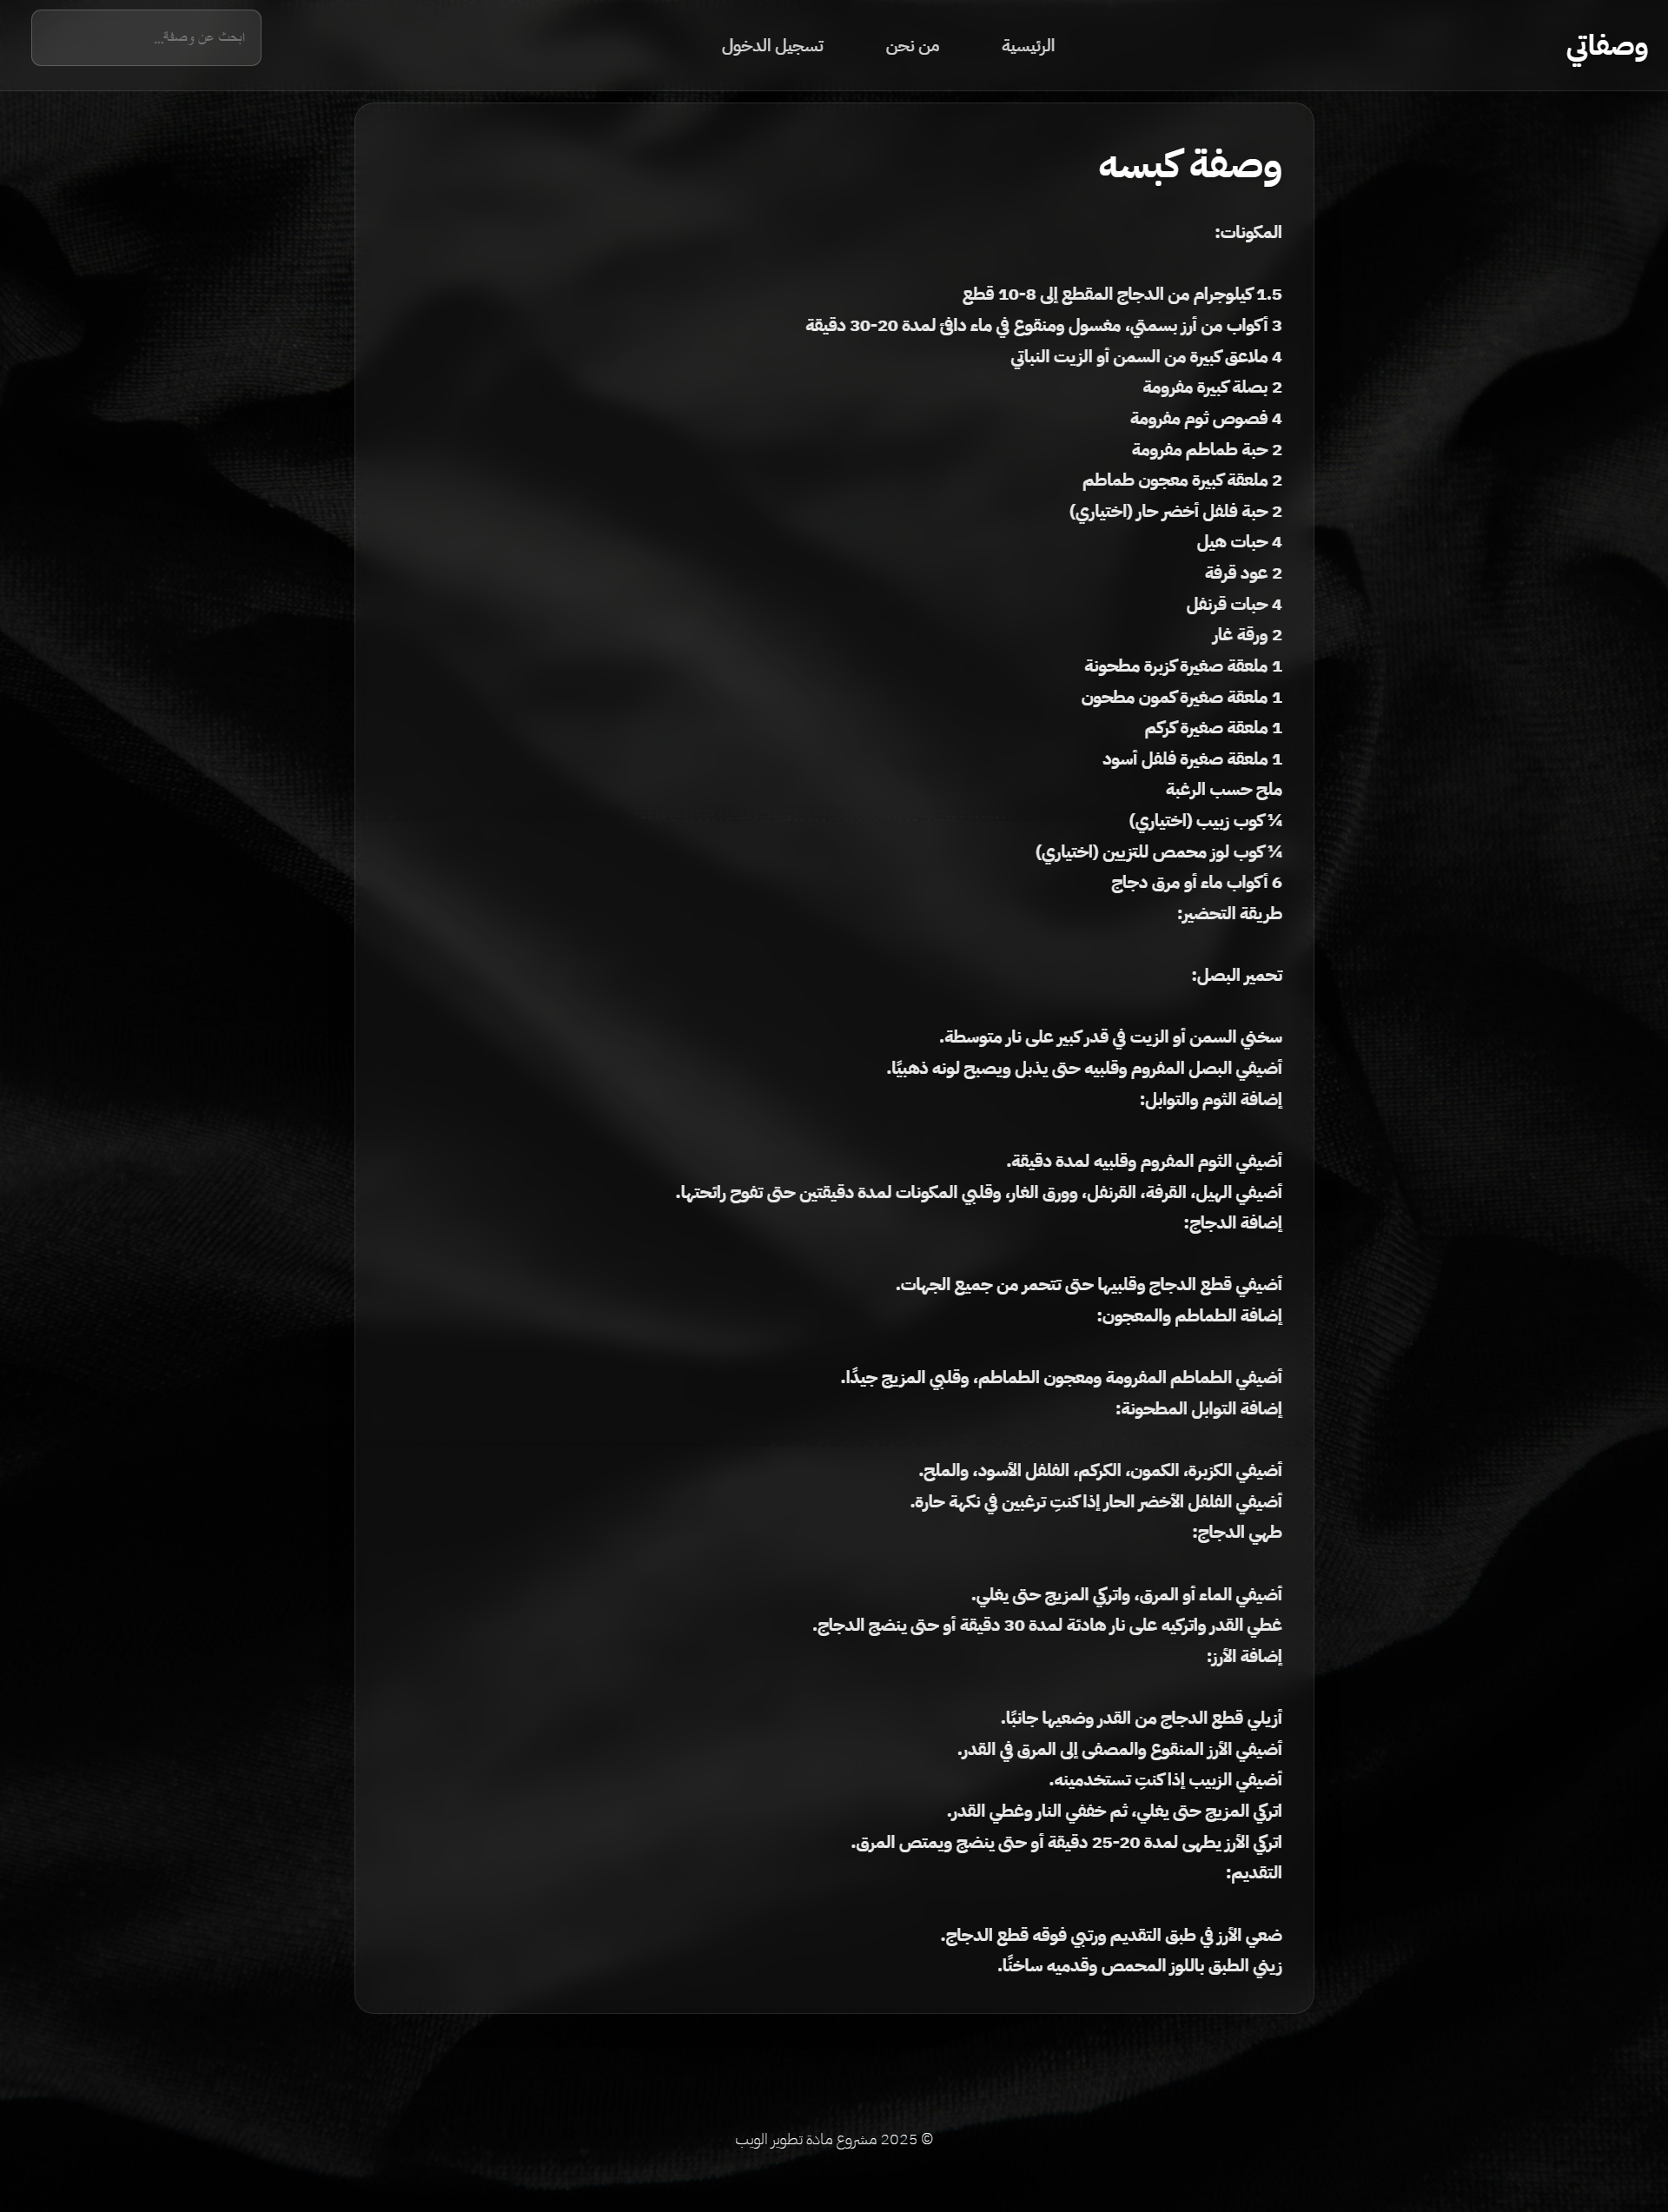 وصفاتي
الرئيسية
من نحن
تسجيل الدخول
ابحث عن وصفة...
وصفة كبسه
المكونات:
1.5 كيلوجرام من الدجاج المقطع إلى 8-10 قطع
3 أكواب من أرز بسمتي، مغسول ومنقوع في ماء دافئ لمدة 20-30 دقيقة
4 ملاعق كبيرة من السمن أو الزيت النباتي
2 بصلة كبيرة مفرومة
4 فصوص ثوم مفرومة
2 حبة طماطم مفرومة
2 ملعقة كبيرة معجون طماطم
2 حبة فلفل أخضر حار (اختياري)
4 حبات هيل
2 عود قرفة
4 حبات قرنفل
2 ورقة غار
1 ملعقة صغيرة كزبرة مطحونة
1 ملعقة صغيرة كمون مطحون
1 ملعقة صغيرة كركم
1 ملعقة صغيرة فلفل أسود
ملح حسب الرغبة
¼ كوب زبيب (اختياري)
¼ كوب لوز محمص للتزيين (اختياري)
6 أكواب ماء أو مرق دجاج
طريقة التحضير:
تحمير البصل:
سخني السمن أو الزيت في قدر كبير على نار متوسطة.
أضيفي البصل المفروم وقلبيه حتى يذبل ويصبح لونه ذهبيًا.
إضافة الثوم والتوابل:
أضيفي الثوم المفروم وقلبيه لمدة دقيقة.
أضيفي الهيل، القرفة، القرنفل، وورق الغار، وقلبي المكونات لمدة دقيقتين حتى تفوح رائحتها.
إضافة الدجاج:
أضيفي قطع الدجاج وقلبيها حتى تتحمر من جميع الجهات.
إضافة الطماطم والمعجون:
أضيفي الطماطم المفرومة ومعجون الطماطم، وقلبي المزيج جيدًا.
إضافة التوابل المطحونة:
أضيفي الكزبرة، الكمون، الكركم، الفلفل الأسود، والملح.
أضيفي الفلفل الأخضر الحار إذا كنتِ ترغبين في نكهة حارة.
طهي الدجاج:
أضيفي الماء أو المرق، واتركي المزيج حتى يغلي.
غطي القدر واتركيه على نار هادئة لمدة 30 دقيقة أو حتى ينضج الدجاج.
إضافة الأرز:
أزيلي قطع الدجاج من القدر وضعيها جانبًا.
أضيفي الأرز المنقوع والمصفى إلى المرق في القدر.
أضيفي الزبيب إذا كنتِ تستخدمينه.
اتركي المزيج حتى يغلي، ثم خففي النار وغطي القدر.
اتركي الأرز يطهى لمدة 20-25 دقيقة أو حتى ينضج ويمتص المرق.
التقديم:
ضعي الأرز في طبق التقديم ورتبي فوقه قطع الدجاج.
زيني الطبق باللوز المحمص وقدميه ساخنًا.
© 2025 مشروع مادة تطوير الويب